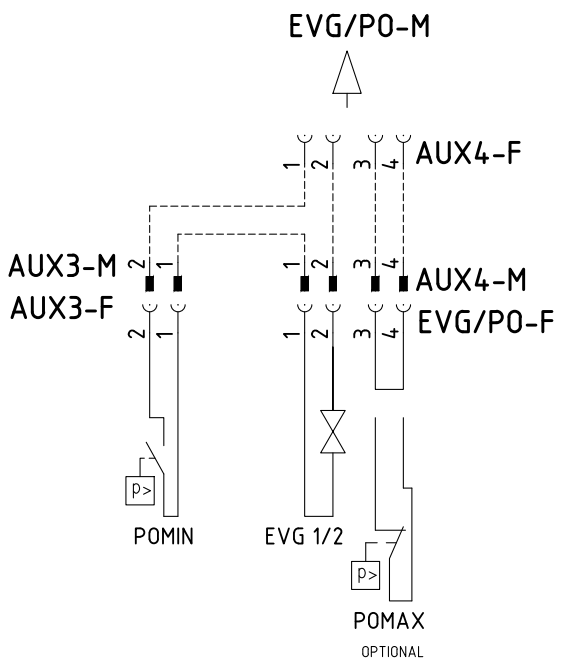 EVG/PO-M
1 2 3 4 AUX4-F
AUX3-M 2 1 1 2 3 4 AUX4-M
AUX3-F 2 1 1 2 3 4 EVG/PO-F
p>
POMIN EVG 1/2
p>
POMAX
OPTIONAL